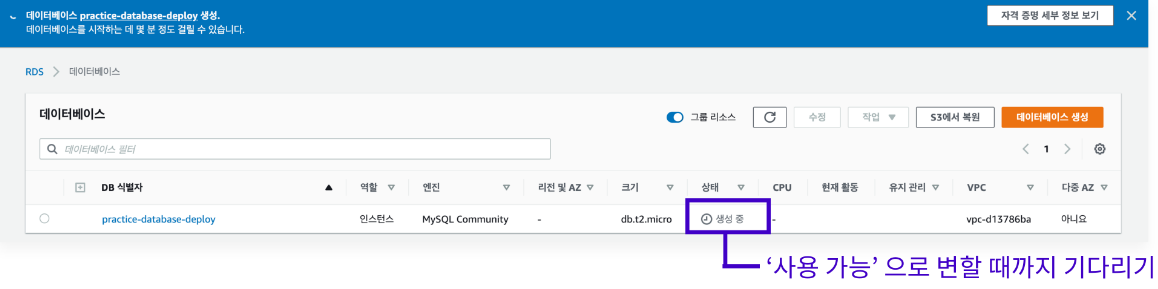 데이터베이스 practice-database-deploy 생성.
데이터베이스를 시작하는 데 몇 분 정도 걸릴 수 있습니다.
자격 증명 세부 정보 보기
RDS > 데이터베이스
데이터베이스
그룹 리소스 수정 작업 S3에서 복원 데이터베이스 생성
데이터베이스 필터
1
DB 식별자 역할 엔진 리전 및 AZ 크기 상태 CPU 현재 활동 유지 관리 VPC 다중 AZ
practice-database-deploy 인스턴스 MySQL Community - db.t2.micro 생성 중 - vpc-d13786ba 아니요
‘사용 가능’ 으로 변할 때까지 기다리기